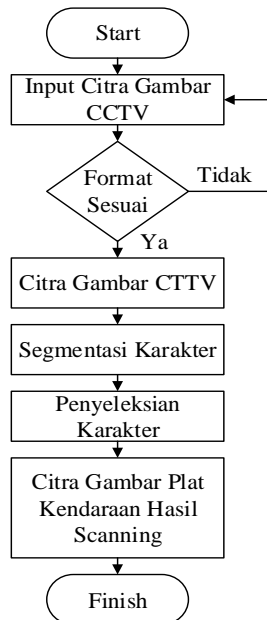 Start
Input Citra Gambar
CCTV
Format
Sesuai
Tidak
Ya
Citra Gambar CTTV
Segmentasi Karakter
Penyeleksian
Karakter
Citra Gambar Plat
Kendaraan Hasil
Scanning
Finish